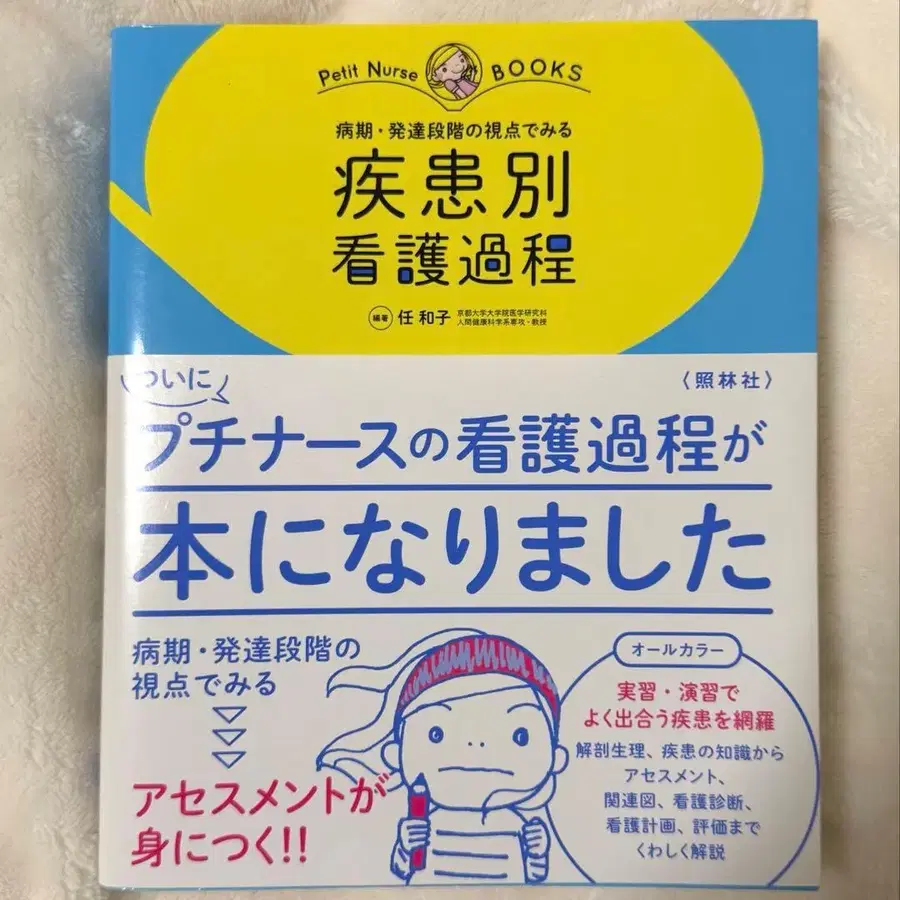 Petit Nurse BOOKS
病期・発達段階の視点でみる
疾患別
看護過程
編著 任 和子 京都大学大学院医学研究科
人間健康科学系専攻・教授
ついに
〈照林社〉
プチナースの看護過程が
本になりました
病期・発達段階の
視点でみる
アセスメントが
身につく!!
オールカラー
実習・演習で
よく出合う疾患を網羅
解剖生理、疾患の知識から
アセスメント、
関連図、看護診断、
看護計画、評価まで
くわしく解説